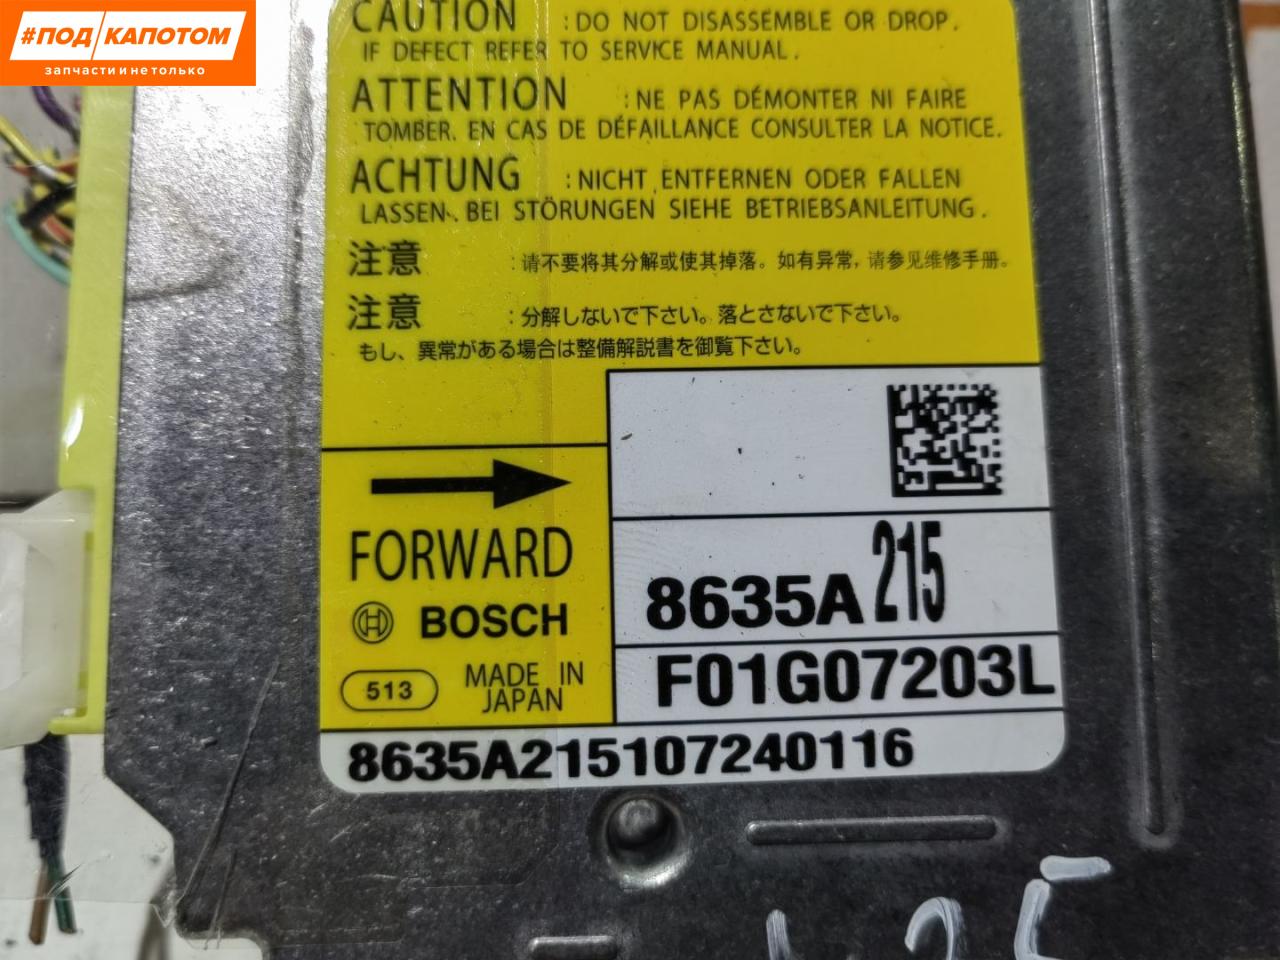 #ПОД КАПОТОМ
запчасти и не только
CAUTION :DO NOT DISASSEMBLE OR DROP.
IF DEFECT REFER TO SERVICE MANUAL.
ATTENTION :NE PAS DÉMONTER NI FAIRE
TOMBER. EN CAS DE DÉFAILLANCE CONSULTER LA NOTICE.
ACHTUNG :NICHT ENTFERNEN ODER FALLEN
LASSEN. BEI STÖRUNGEN SIEHE BETRIEBSANLEITUNG.
注意 :请不要将其分解或使其掉落。如有异常,请参见维修手册。
注意 :分解しないで下さい。落とさないで下さい。
もし、異常がある場合は整備解説書を御覧下さい。
FORWARD
BOSCH
513 MADE IN
JAPAN
8635A215
F01G07203L
8635A215107240116